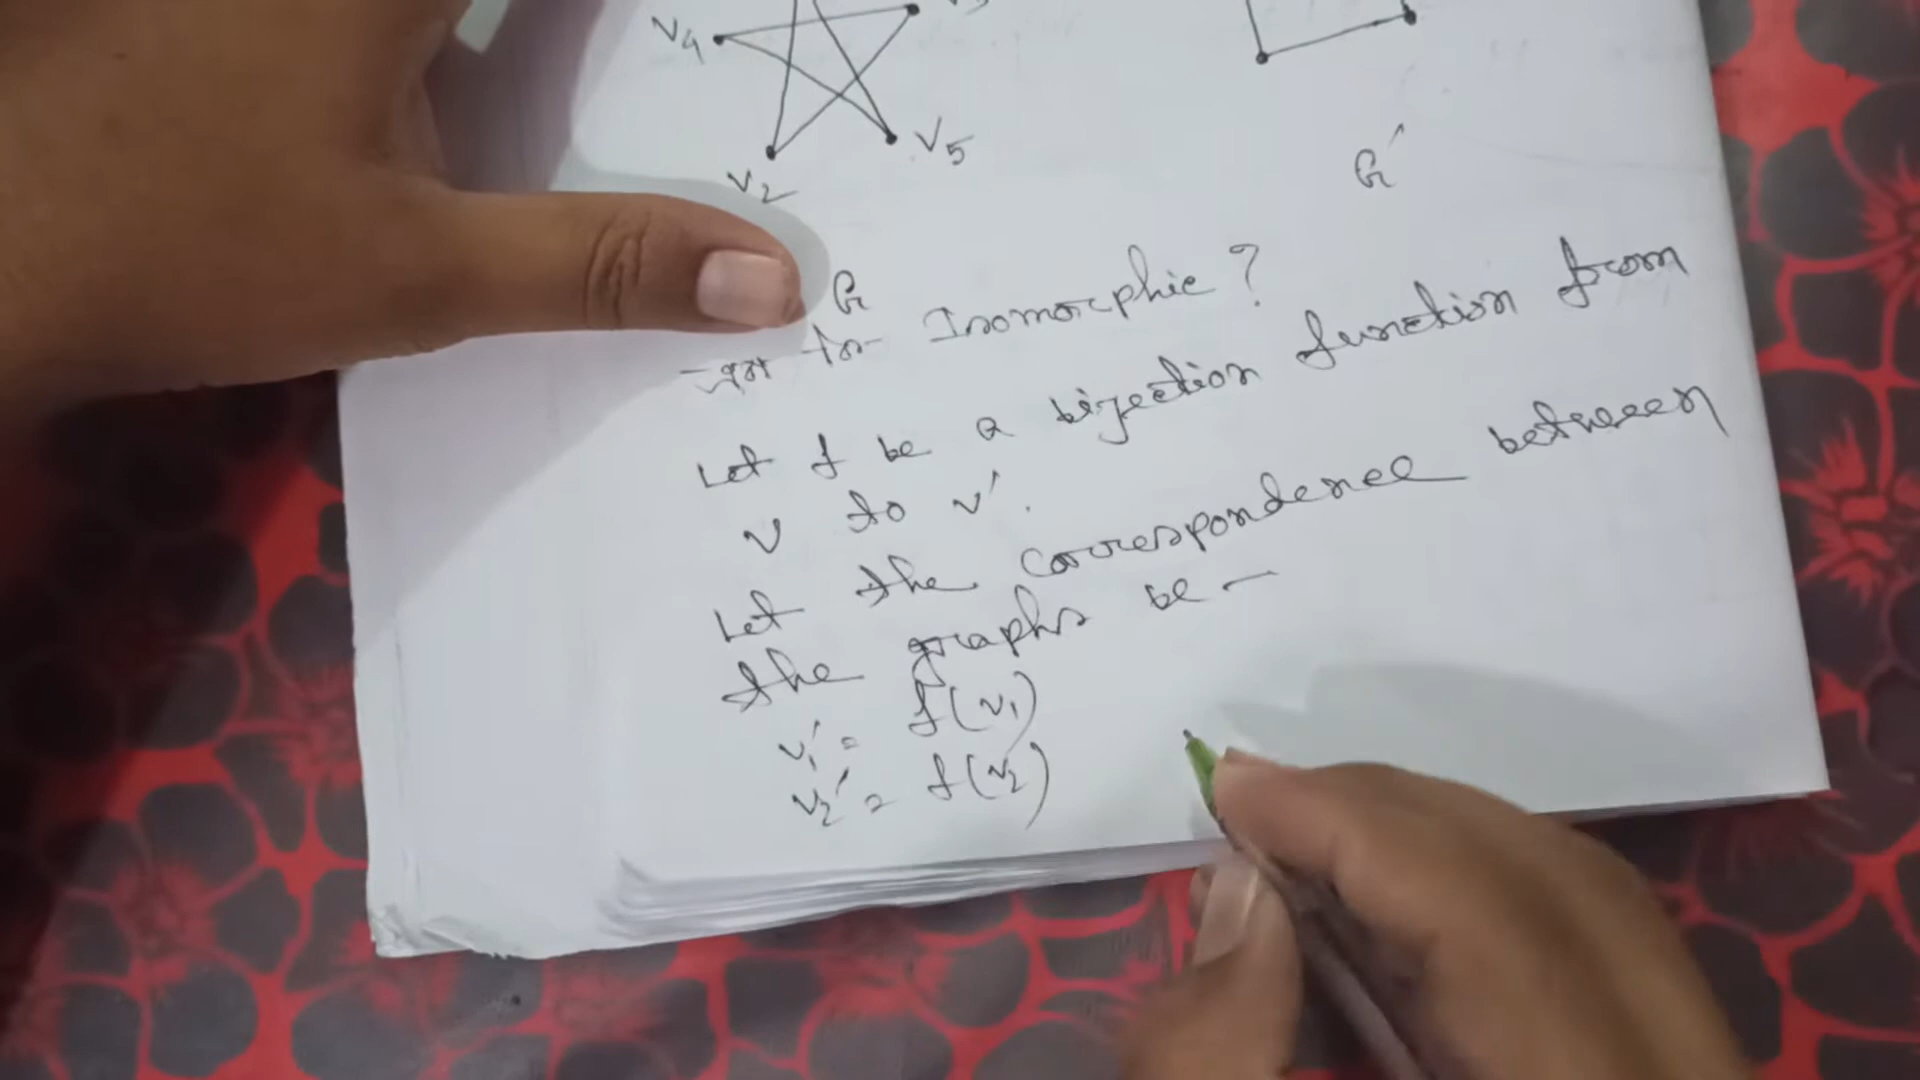 V4
V5
V2
G'
G
Isomorphic?
Let f be a bijection function from
V to V'.
Let the correspondence between
the graphs be —
v1' = f(v1)
v2' = f(v2)